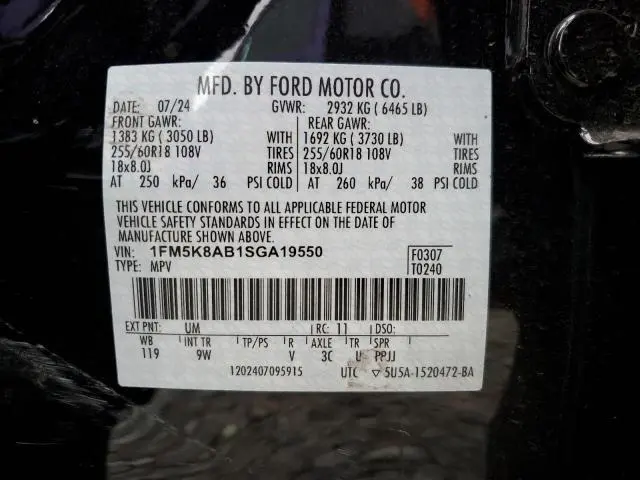 MFD. BY FORD MOTOR CO.
DATE: 07/24 GVWR: 2932 KG ( 6465 LB)
FRONT GAWR: REAR GAWR:
1383 KG ( 3050 LB) WITH 1692 KG ( 3730 LB) WITH
255/60R18 108V TIRES 255/60R18 108V TIRES
18x8.0J RIMS 18x8.0J RIMS
AT 250 kPa/ 36 PSI COLD AT 260 kPa/ 38 PSI COLD
THIS VEHICLE CONFORMS TO ALL APPLICABLE FEDERAL MOTOR
VEHICLE SAFETY STANDARDS IN EFFECT ON THE DATE OF
MANUFACTURE SHOWN ABOVE.
VIN: 1FM5K8AB1SGA19550 F0307
TYPE: MPV T0240
EXT PNT: UM RC: 11 DSO:
WB INT TR TP/PS R AXLE TR SPR
119 9W V 3C U PPJJ
1202407095915 UTC ▽ 5U5A-1520472-BA